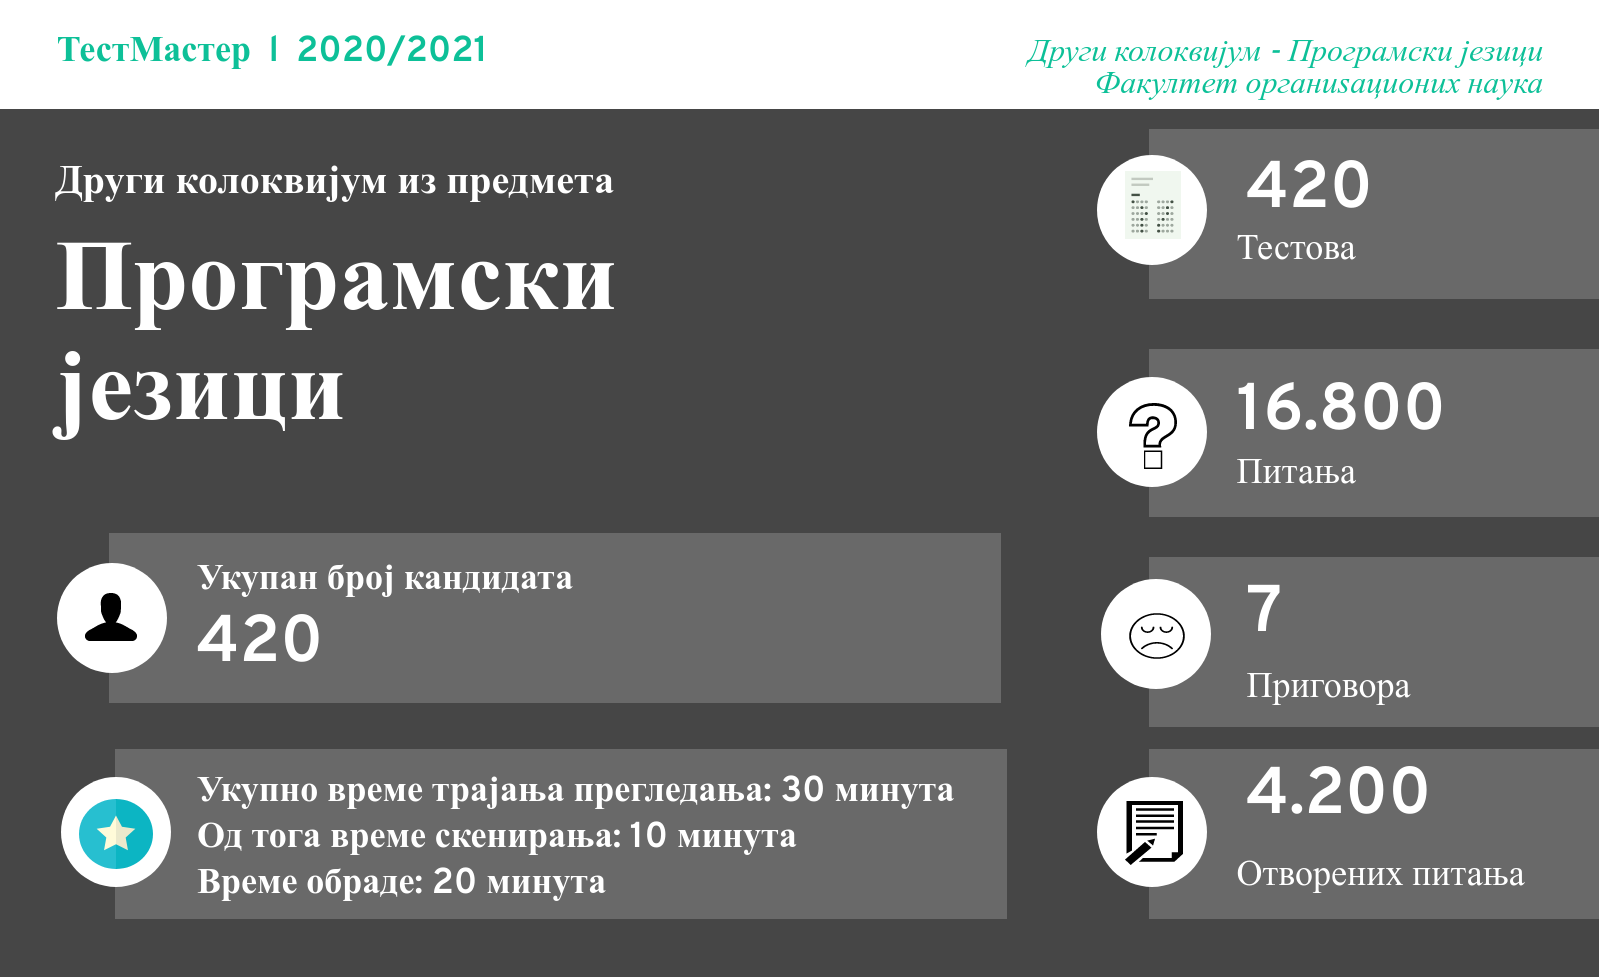 ТестМастер | 2020/2021
Други колоквијум - Програмски језици
Факултет организационих наука
Други колоквијум из предмета
Програмски
језици
Укупан број кандидата
420
Укупно време трајања прегледања: 30 минута
Од тога време скенирања: 10 минута
Време обраде: 20 минута
420
Тестова
16.800
Питања
7
Приговора
4.200
Отворених питања